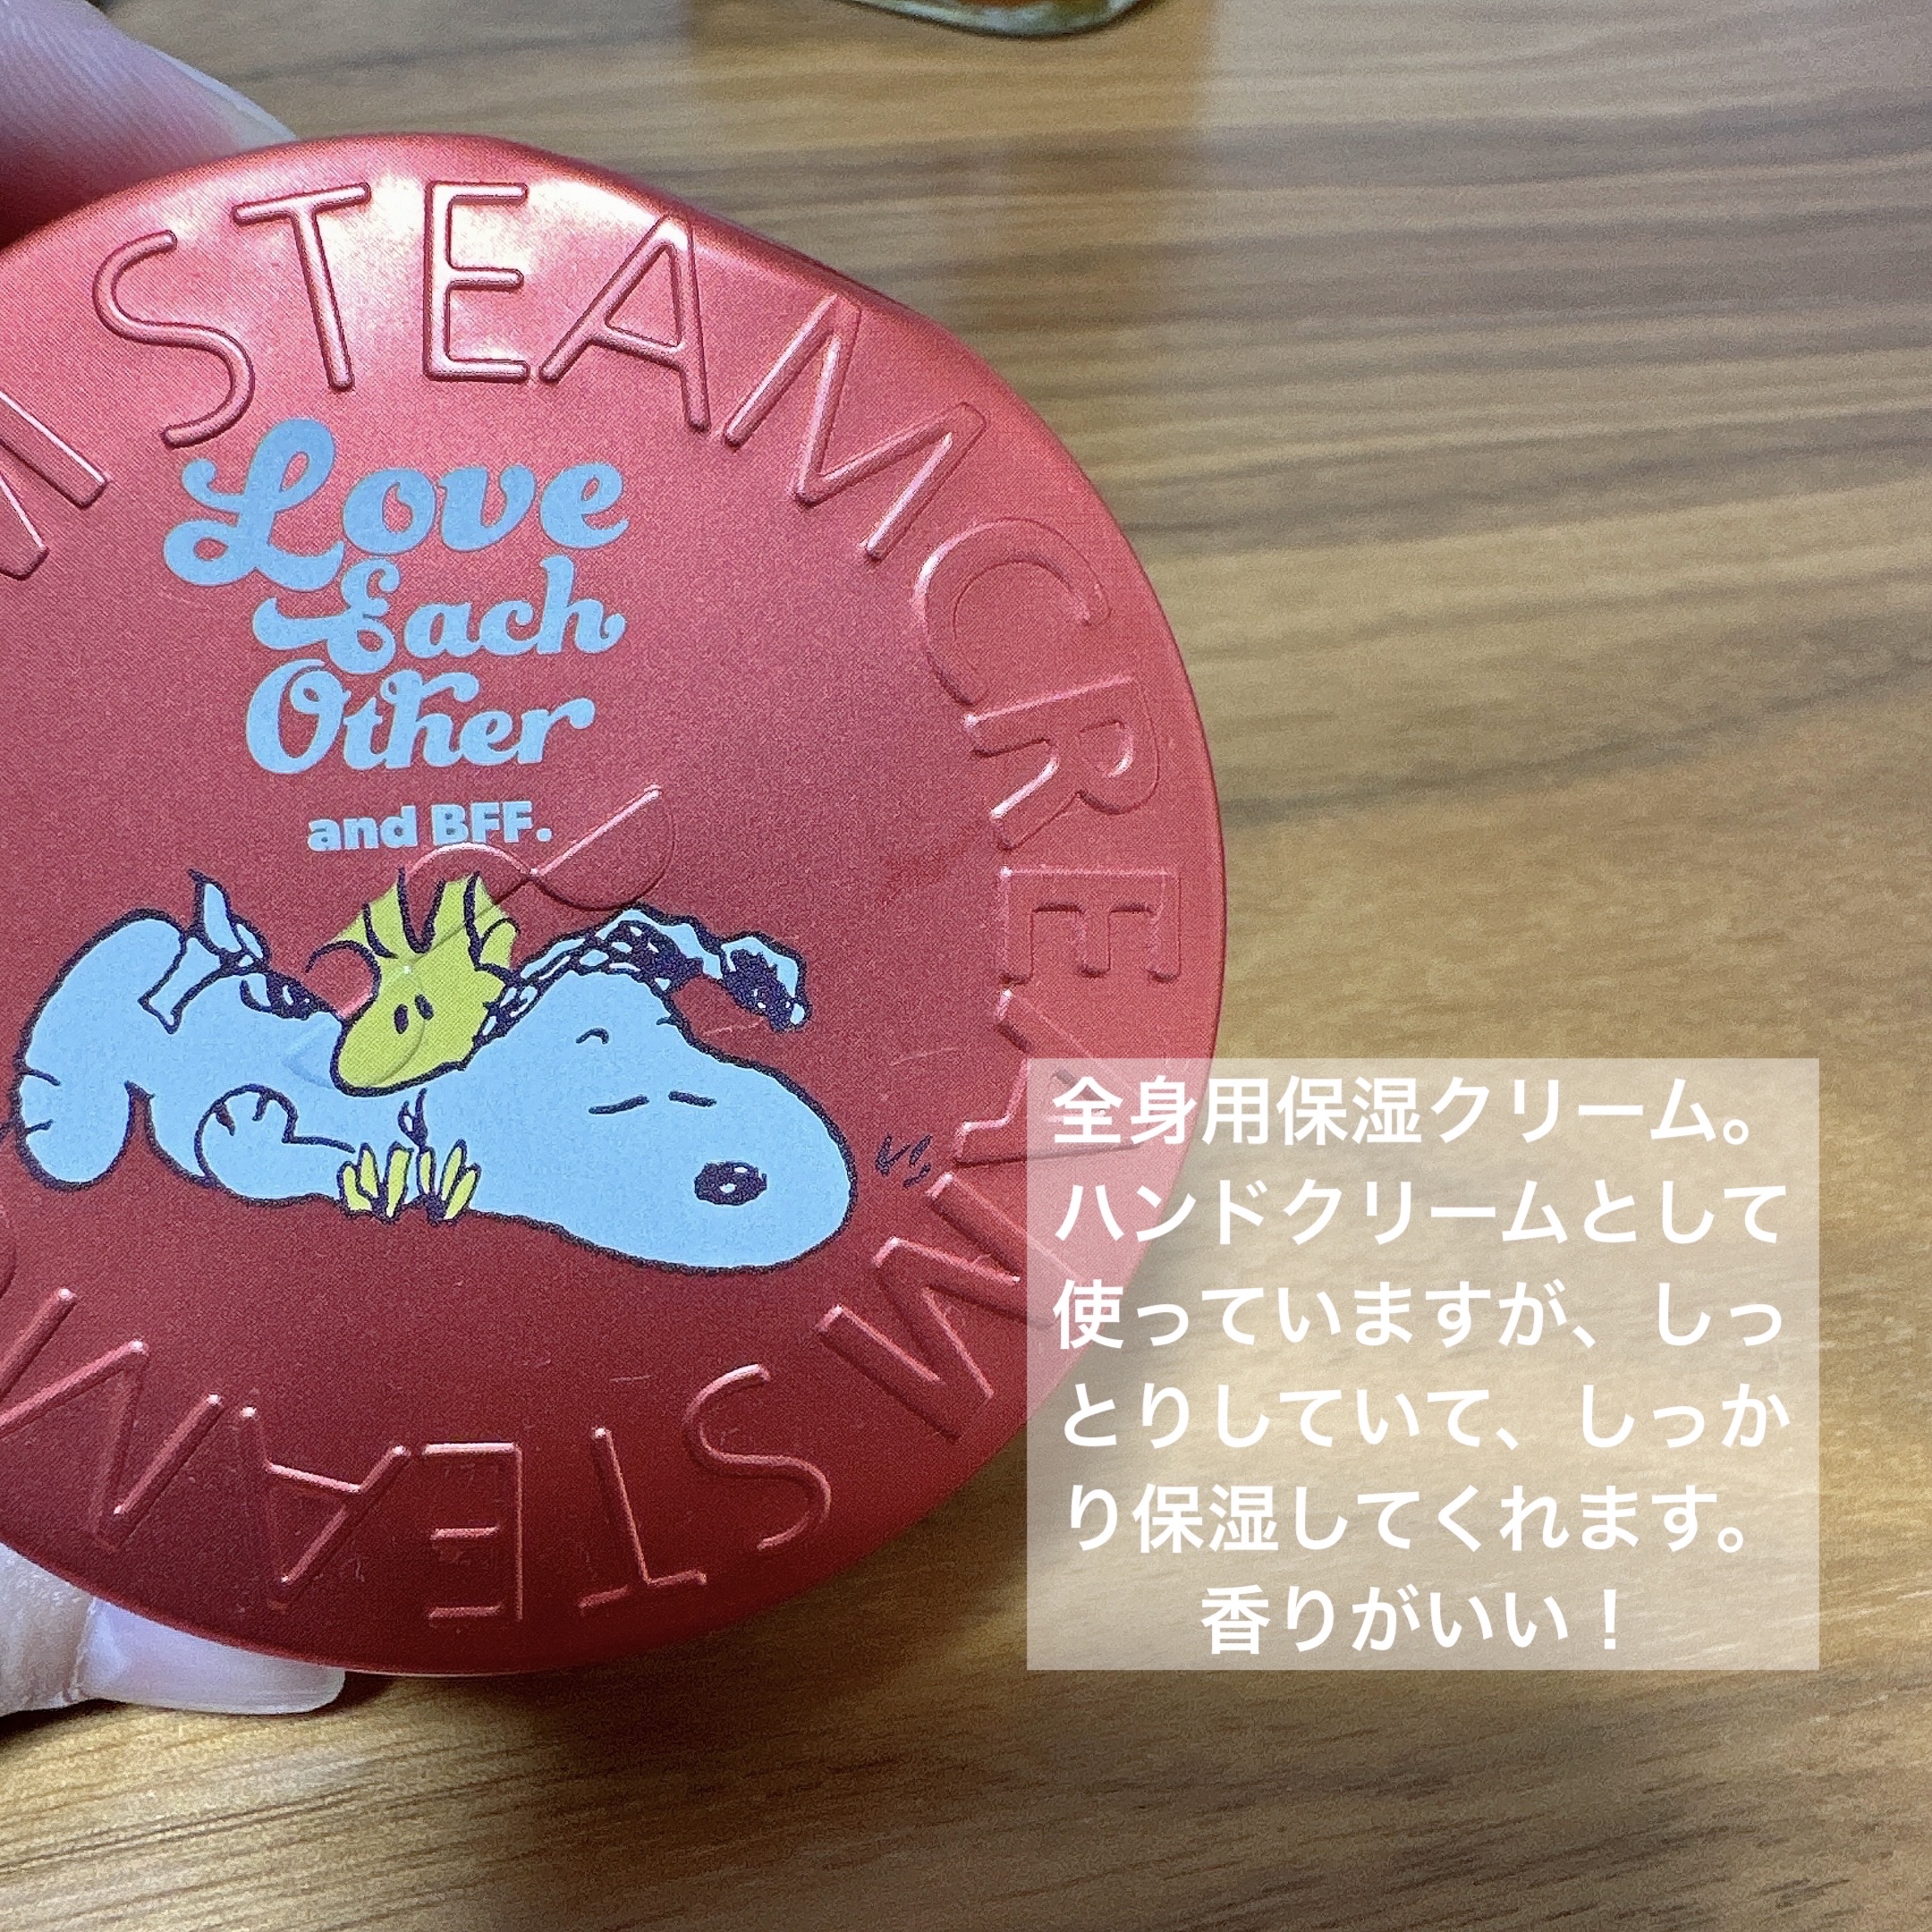 STEAMCREAM STEAM
Love
Each
Other
and BFF.
全身用保湿クリーム。
ハンドクリームとして
使っていますが、しっ
とりしていて、しっか
り保湿してくれます。
香りがいい！